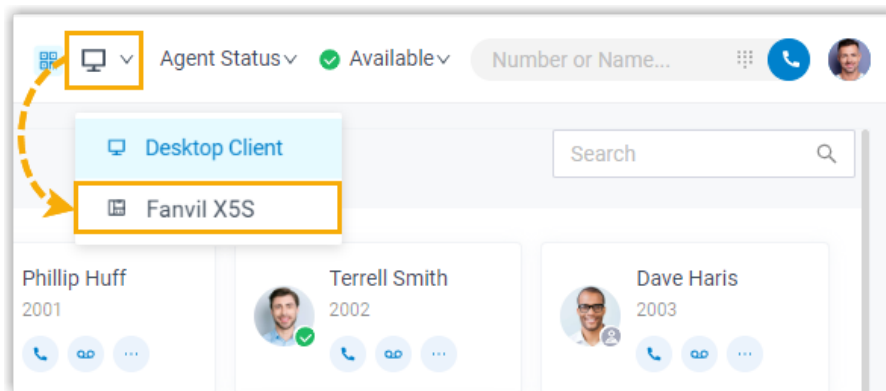 Agent Status
Available
Number or Name...
Desktop Client
Search
Fanvil X5S
Phillip Huff
2001
Terrell Smith
2002
Dave Haris
2003